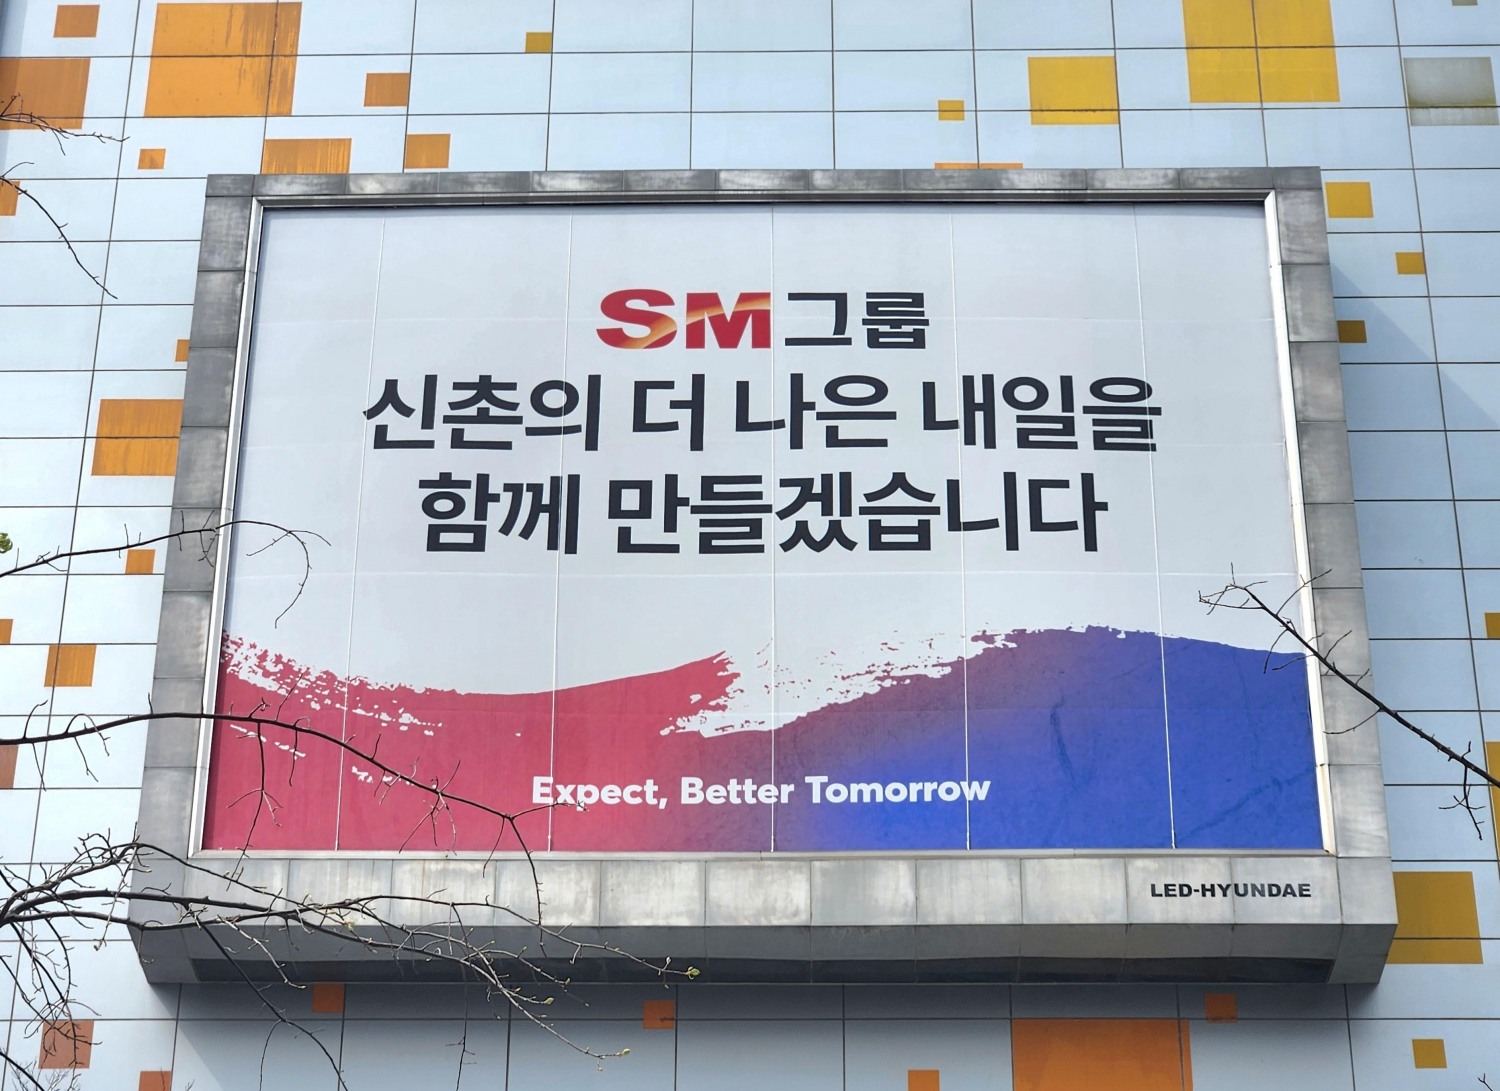 SM그룹
신촌의 더 나은 내일을
함께 만들겠습니다
Expect, Better Tomorrow
LED-HYUNDAE